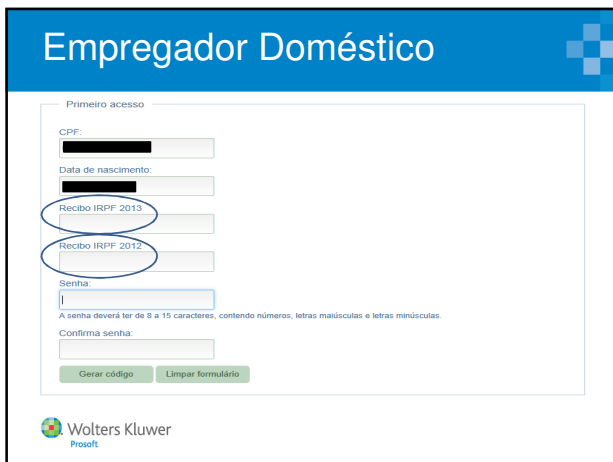 Empregador Doméstico
Primeiro acesso
CPF:
Data de nascimento:
Recibo IRPF 2013
Recibo IRPF 2012
Senha:
A senha deverá ter de 8 a 15 caracteres, contendo números, letras maiúsculas e letras minúsculas.
Confirma senha:
Gerar código Limpar formulário
Wolters Kluwer
Prosoft